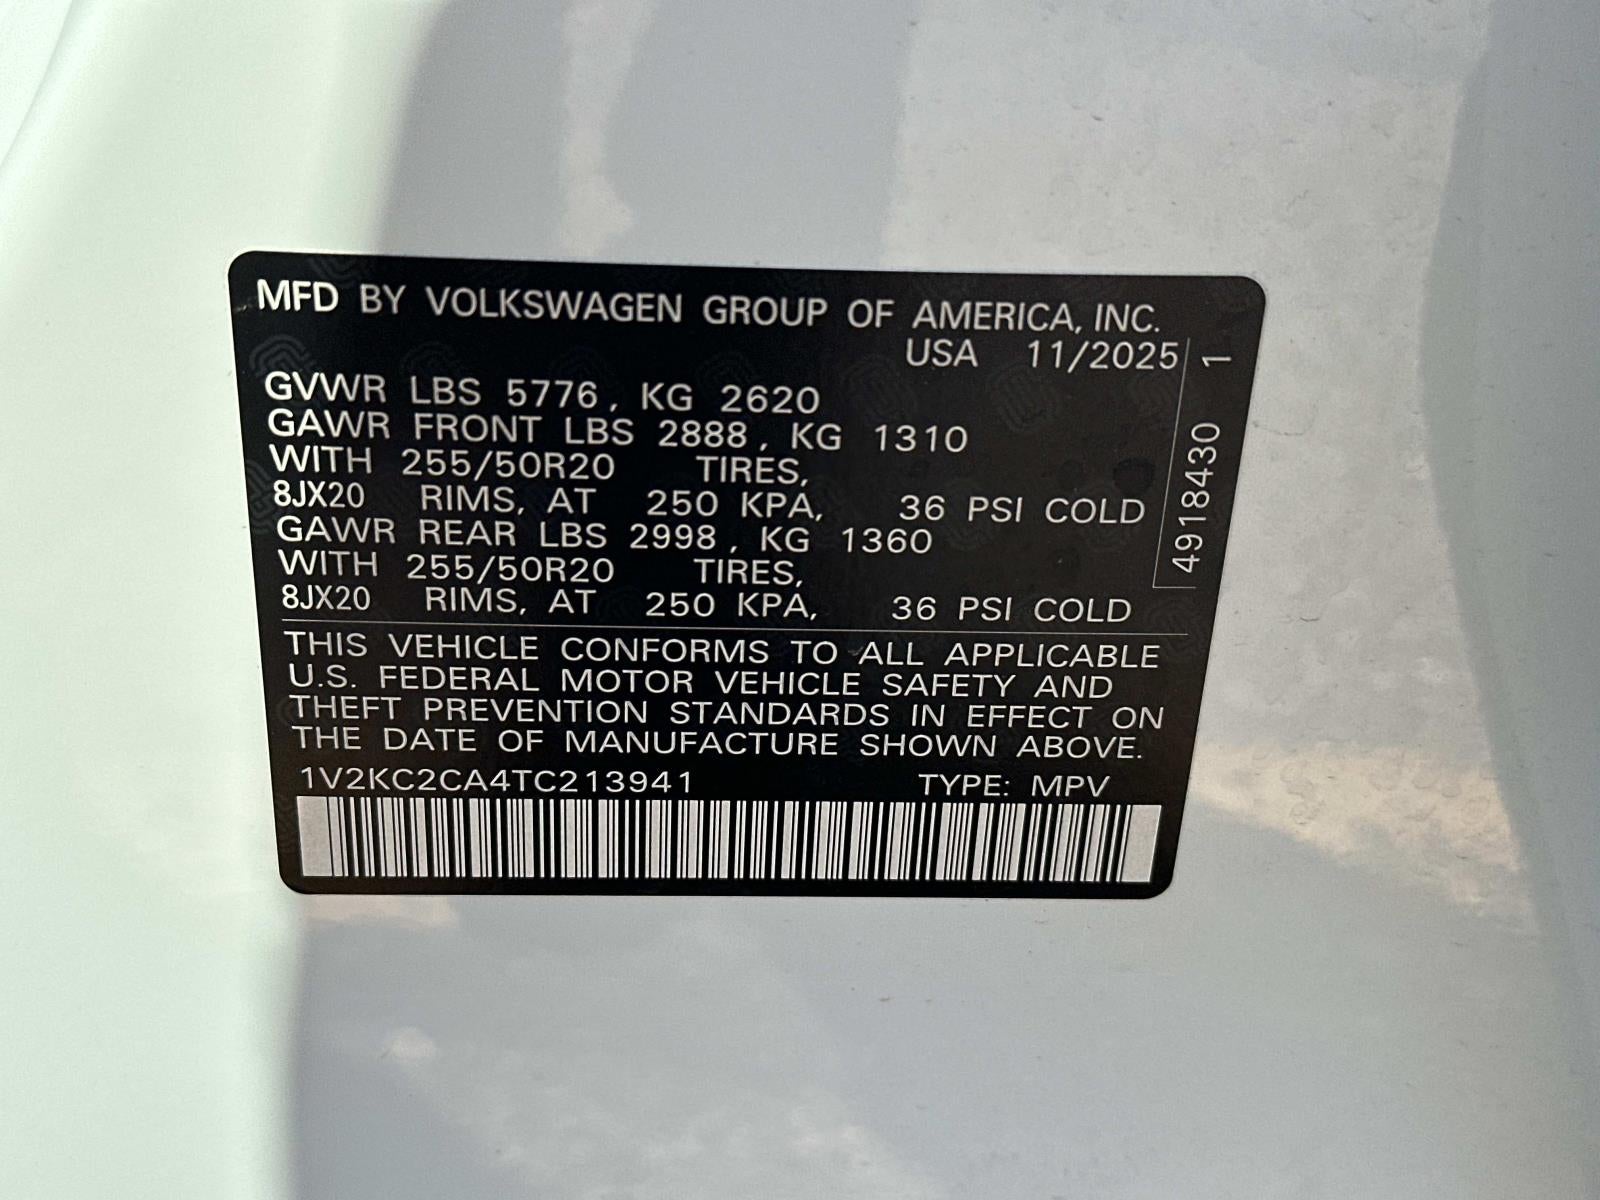 MFD BY VOLKSWAGEN GROUP OF AMERICA, INC.
USA 11/2025
GVWR LBS 5776, KG 2620
GAWR FRONT LBS 2888, KG 1310
WITH 255/50R20 TIRES,
8JX20 RIMS, AT 250 KPA, 36 PSI COLD
GAWR REAR LBS 2998, KG 1360
WITH 255/50R20 TIRES,
8JX20 RIMS, AT 250 KPA, 36 PSI COLD
THIS VEHICLE CONFORMS TO ALL APPLICABLE
U.S. FEDERAL MOTOR VEHICLE SAFETY AND
THEFT PREVENTION STANDARDS IN EFFECT ON
THE DATE OF MANUFACTURE SHOWN ABOVE.
1V2KC2CA4TC213941 TYPE: MPV
4918430 1